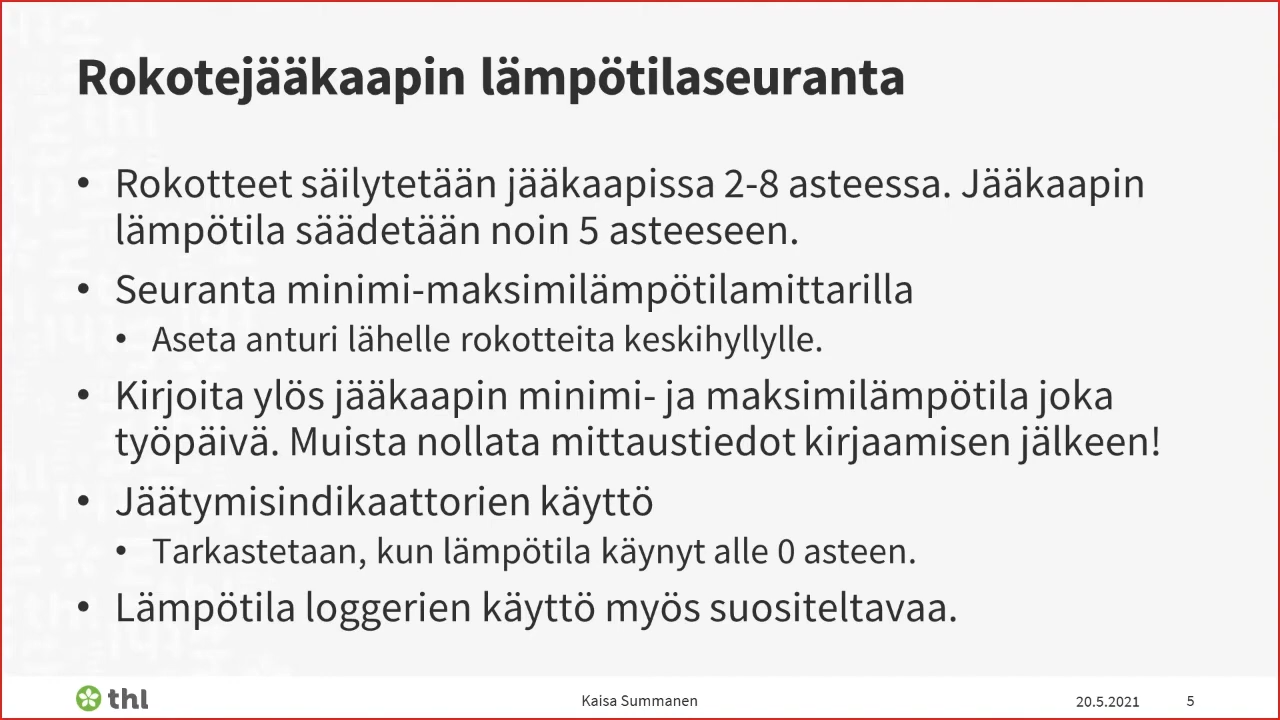 Rokotejääkaapin lämpötilaseuranta
• Rokotteet säilytetään jääkaapissa 2-8 asteessa. Jääkaapin
lämpötila säädetään noin 5 asteeseen.
• Seuranta minimi-maksimilämpötilamittarilla
• Aseta anturi lähelle rokotteita keskihyllylle.
• Kirjoita ylös jääkaapin minimi- ja maksimilämpötila joka
työpäivä. Muista nollata mittaustiedot kirjaamisen jälkeen!
• Jäätymisindikaattorien käyttö
• Tarkastetaan, kun lämpötila käynyt alle 0 asteen.
• Lämpötila loggerien käyttö myös suositeltavaa.
thl
Kaisa Summanen
20.5.2021
5